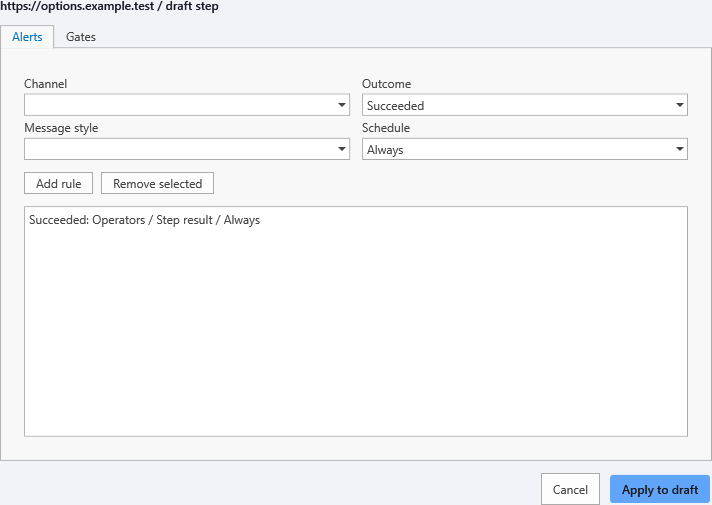 https://options.example.test / draft step
Alerts Gates
Channel Outcome
Succeeded
Message style Schedule
Always
Add rule Remove selected
Succeeded: Operators / Step result / Always
Cancel Apply to draft